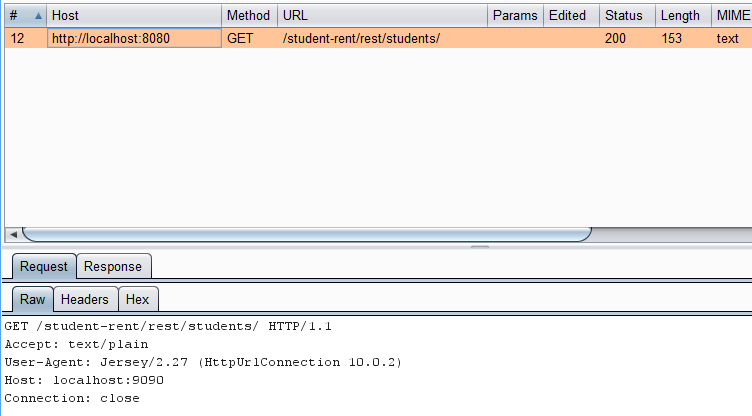 # Host Method URL Params Edited Status Length MIME
12 http://localhost:8080 GET /student-rent/rest/students/ 200 153 text
Request Response
Raw Headers Hex
GET /student-rent/rest/students/ HTTP/1.1
Accept: text/plain
User-Agent: Jersey/2.27 (HttpUrlConnection 10.0.2)
Host: localhost:9090
Connection: close